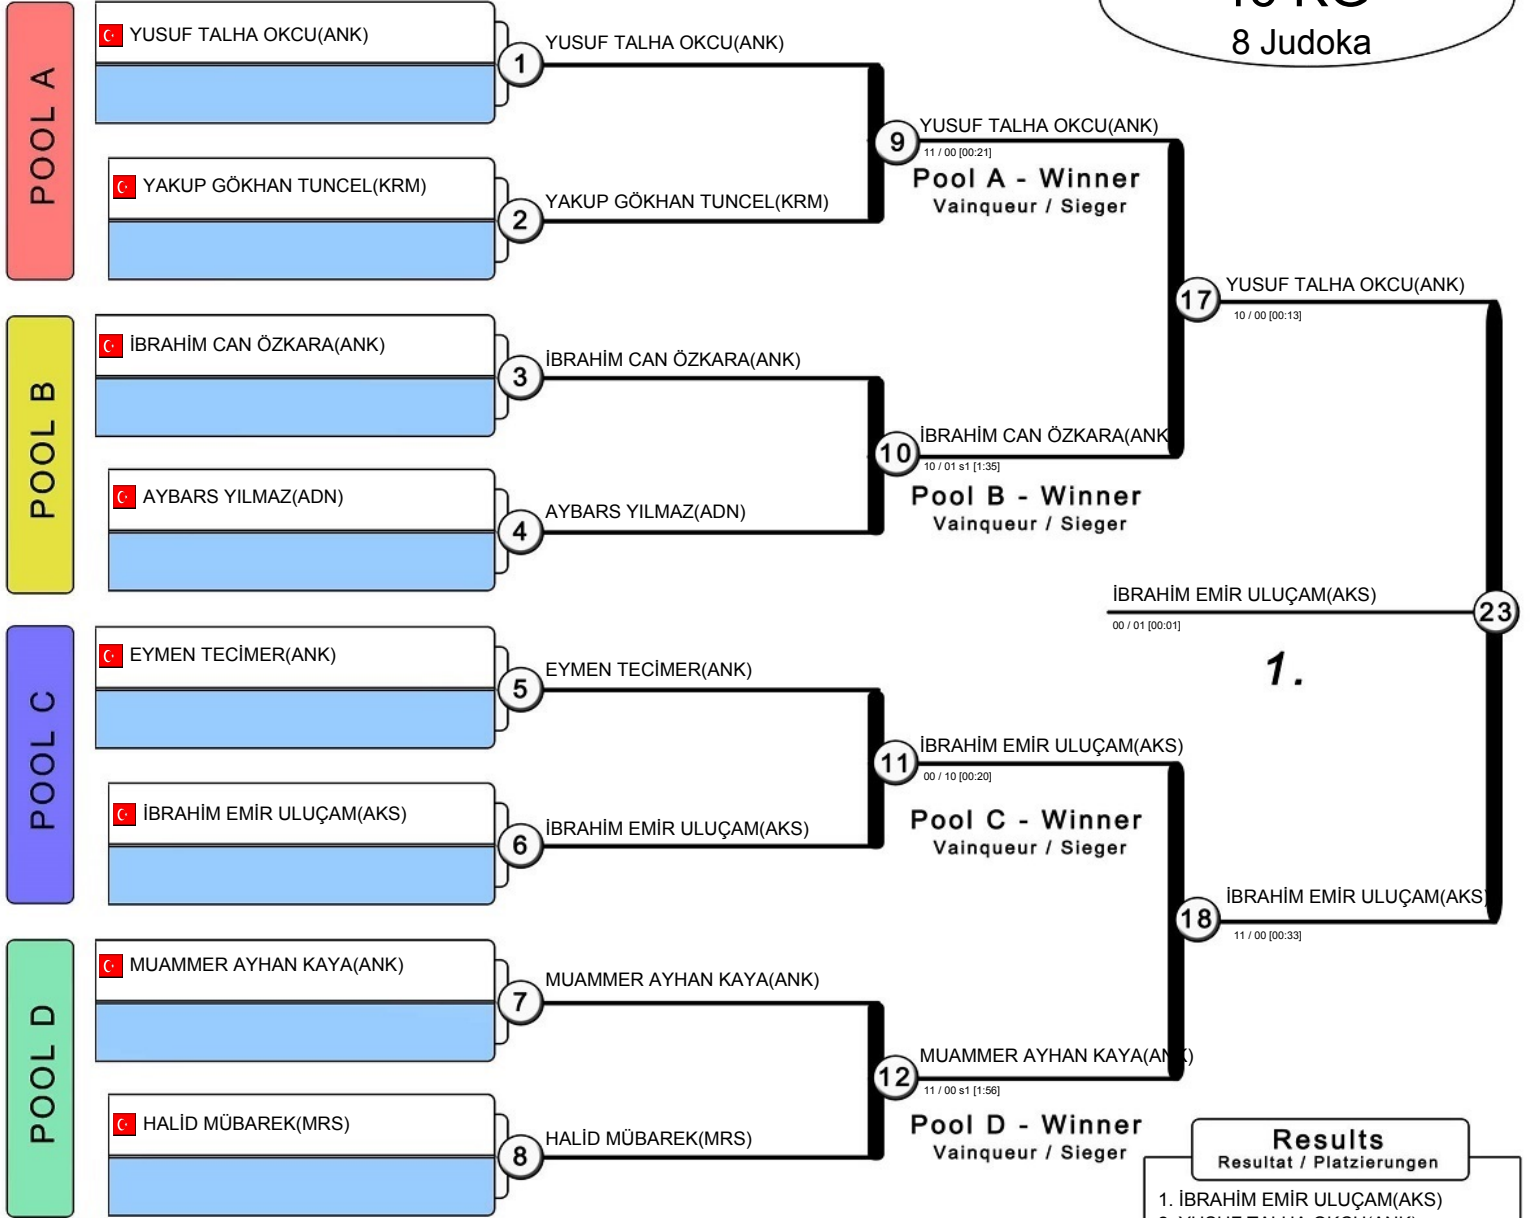 8 Judoka
POOL A
YUSUF TALHA OKCU(ANK)
1
YUSUF TALHA OKCU(ANK)
YAKUP GÖKHAN TUNCEL(KRM)
2
YAKUP GÖKHAN TUNCEL(KRM)
9
YUSUF TALHA OKCU(ANK)
11 / 00 [00:21]
Pool A - Winner
Vainqueur / Sieger
POOL B
İBRAHİM CAN ÖZKARA(ANK)
3
İBRAHİM CAN ÖZKARA(ANK)
AYBARS YILMAZ(ADN)
4
AYBARS YILMAZ(ADN)
10
İBRAHİM CAN ÖZKARA(ANK
10 / 01 s1 [1:35]
Pool B - Winner
Vainqueur / Sieger
17
YUSUF TALHA OKCU(ANK)
10 / 00 [00:13]
POOL C
EYMEN TECİMER(ANK)
5
EYMEN TECİMER(ANK)
İBRAHİM EMİR ULUÇAM(AKS)
6
İBRAHİM EMİR ULUÇAM(AKS)
11
İBRAHİM EMİR ULUÇAM(AKS)
00 / 10 [00:20]
Pool C - Winner
Vainqueur / Sieger
POOL D
MUAMMER AYHAN KAYA(ANK)
7
MUAMMER AYHAN KAYA(ANK)
HALİD MÜBAREK(MRS)
8
HALİD MÜBAREK(MRS)
12
MUAMMER AYHAN KAYA(ANK)
11 / 00 s1 [1:56]
Pool D - Winner
Vainqueur / Sieger
18
İBRAHİM EMİR ULUÇAM(AKS)
11 / 00 [00:33]
23
İBRAHİM EMİR ULUÇAM(AKS)
00 / 01 [00:01]
1.
Results
Resultat / Platzierungen
1. İBRAHİM EMİR ULUÇAM(AKS)